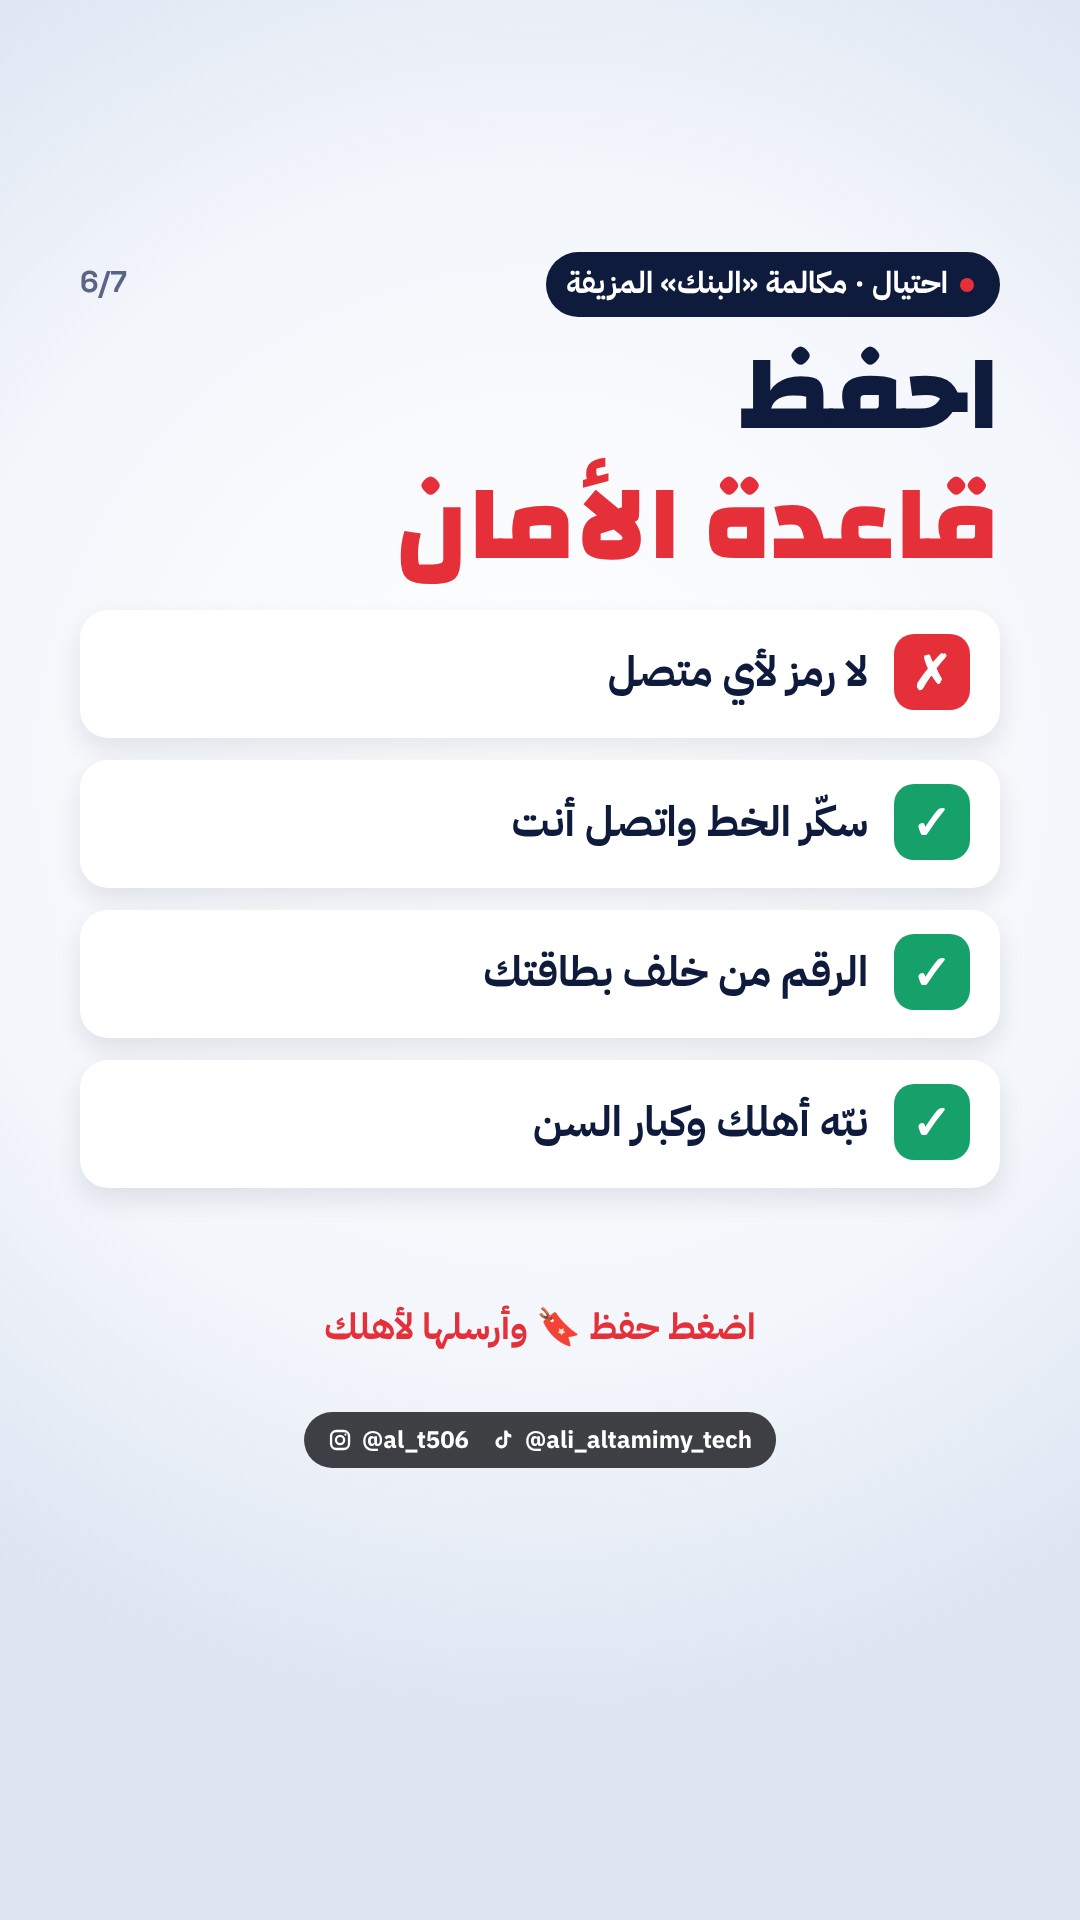 احتيال · مكالمة «البنك» المزيفة
6/7
احفظ
قاعدة الأمان
✗ لا رمز لأي متصل
✓ سكّر الخط واتصل أنت
✓ الرقم من خلف بطاقتك
✓ نبّه أهلك وكبار السن
اضغط حفظ 🔖 وأرسلها لأهلك
@al_t506 @ali_altamimy_tech